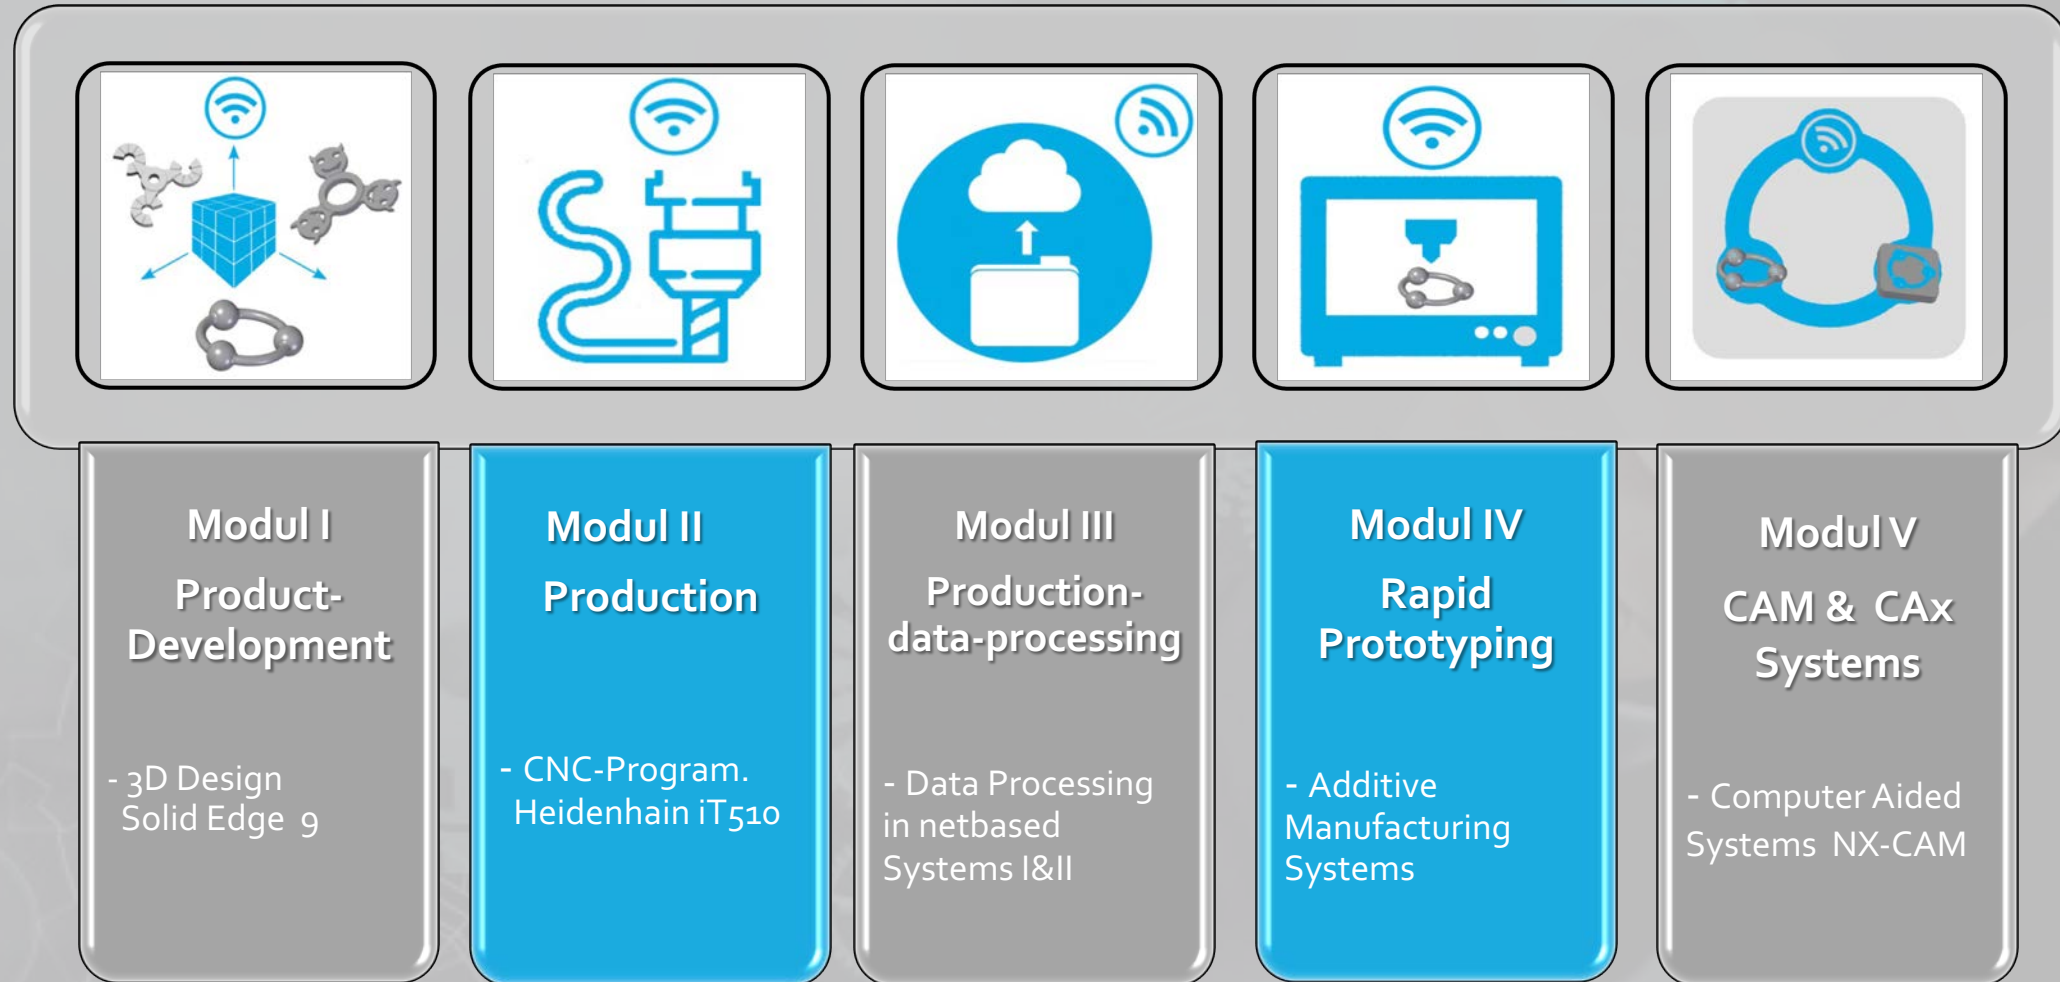 Modul I
Product-
Development
- 3D Design
Solid Edge 9
Modul II
Production
- CNC-Program.
Heidenhain iT510
Modul III
Production-
data-processing
- Data Processing
in netbased
Systems I&II
Modul IV
Rapid
Prototyping
- Additive
Manufacturing
Systems
Modul V
CAM & CAx
Systems
- Computer Aided
Systems NX-CAM